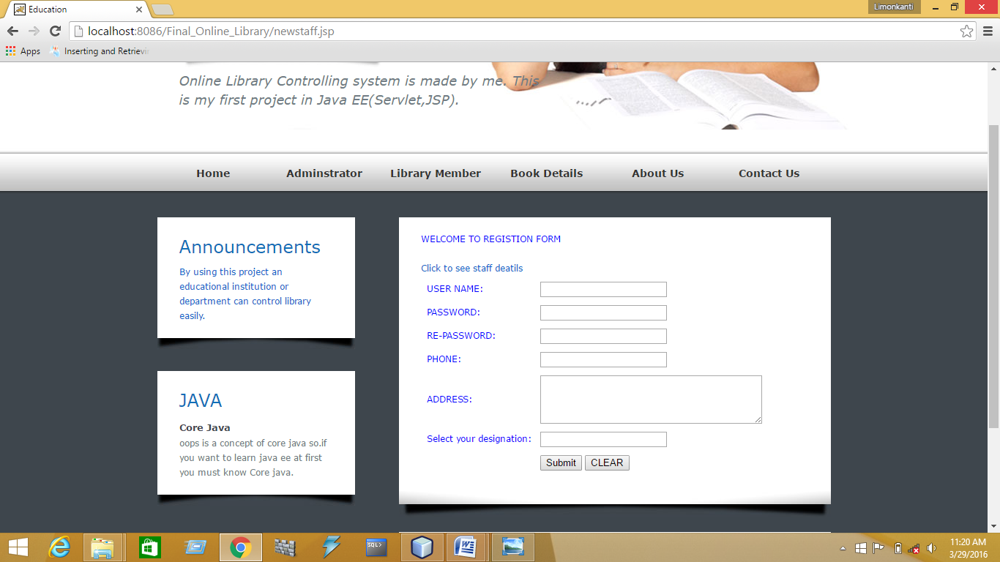 Education
Limonkanti
localhost:8086/Final_Online_Library/newstaff.jsp
Apps
Inserting and Retrievin
Online Library Controlling system is made by me. This
is my first project in Java EE(Servlet,JSP).
Home
Adminstrator
Library Member
Book Details
About Us
Contact Us
Announcements
By using this project an
educational institution or
department can control library
easily.
JAVA
Core Java
oops is a concept of core java so.if
you want to learn java ee at first
you must know Core java.
WELCOME TO REGISTION FORM
Click to see staff deatils
USER NAME:
PASSWORD:
RE-PASSWORD:
PHONE:
ADDRESS:
Select your designation:
Submit
CLEAR
SQL>
11:20 AM
3/29/2016